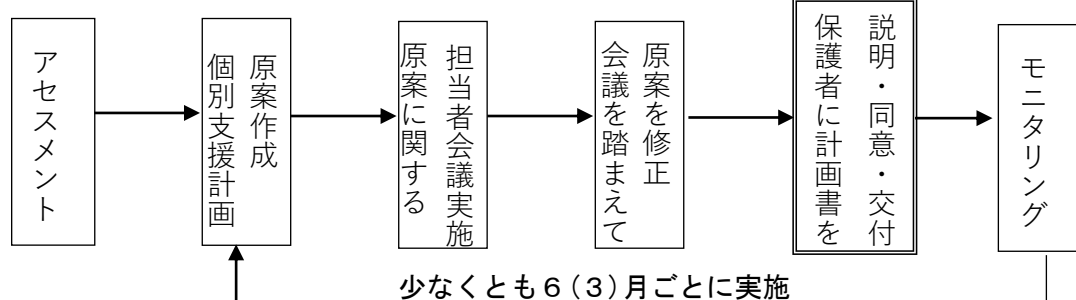 アセスメント
個別支援計画
原案作成
原案に関する
担当者会議実施
会議を踏まえて
原案を修正
保護者に計画書を
説明・同意・交付
モニタリング
少なくとも６(３)月ごとに実施